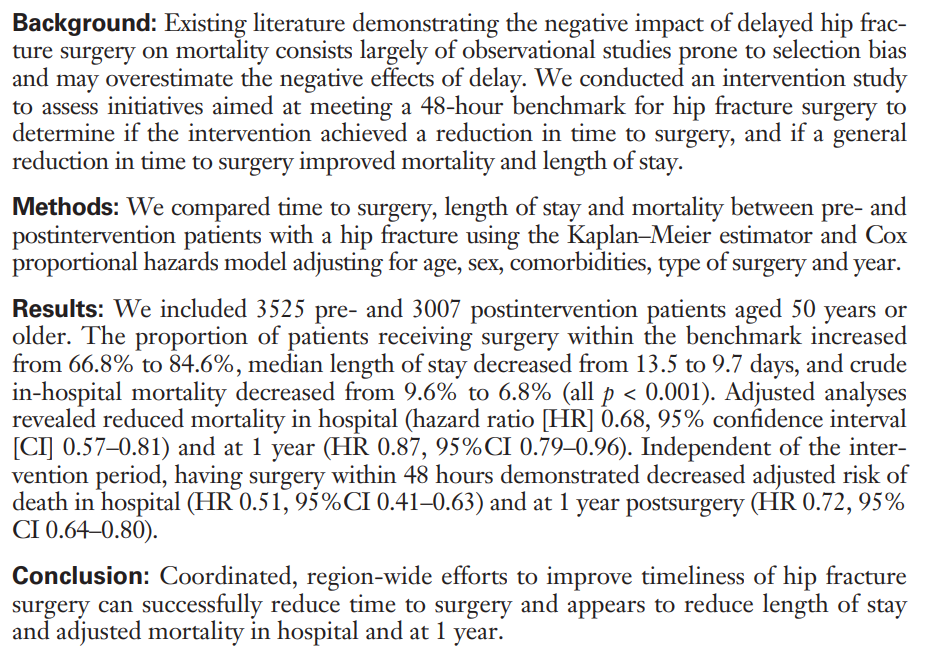 Background: Existing literature demonstrating the negative impact of delayed hip frac-
ture surgery on mortality consists largely of observational studies prone to selection bias
and may overestimate the negative effects of delay. We conducted an intervention study
to assess initiatives aimed at meeting a 48-hour benchmark for hip fracture surgery to
determine if the intervention achieved a reduction in time to surgery, and if a general
reduction in time to surgery improved mortality and length of stay.
Methods: We compared time to surgery, length of stay and mortality between pre- and
postintervention patients with a hip fracture using the Kaplan–Meier estimator and Cox
proportional hazards model adjusting for age, sex, comorbidities, type of surgery and year.
Results: We included 3525 pre- and 3007 postintervention patients aged 50 years or
older. The proportion of patients receiving surgery within the benchmark increased
from 66.8% to 84.6%, median length of stay decreased from 13.5 to 9.7 days, and crude
in-hospital mortality decreased from 9.6% to 6.8% (all p < 0.001). Adjusted analyses
revealed reduced mortality in hospital (hazard ratio [HR] 0.68, 95% confidence interval
[CI] 0.57–0.81) and at 1 year (HR 0.87, 95%CI 0.79–0.96). Independent of the inter-
vention period, having surgery within 48 hours demonstrated decreased adjusted risk of
death in hospital (HR 0.51, 95%CI 0.41–0.63) and at 1 year postsurgery (HR 0.72, 95%
CI 0.64–0.80).
Conclusion: Coordinated, region-wide efforts to improve timeliness of hip fracture
surgery can successfully reduce time to surgery and appears to reduce length of stay
and adjusted mortality in hospital and at 1 year.